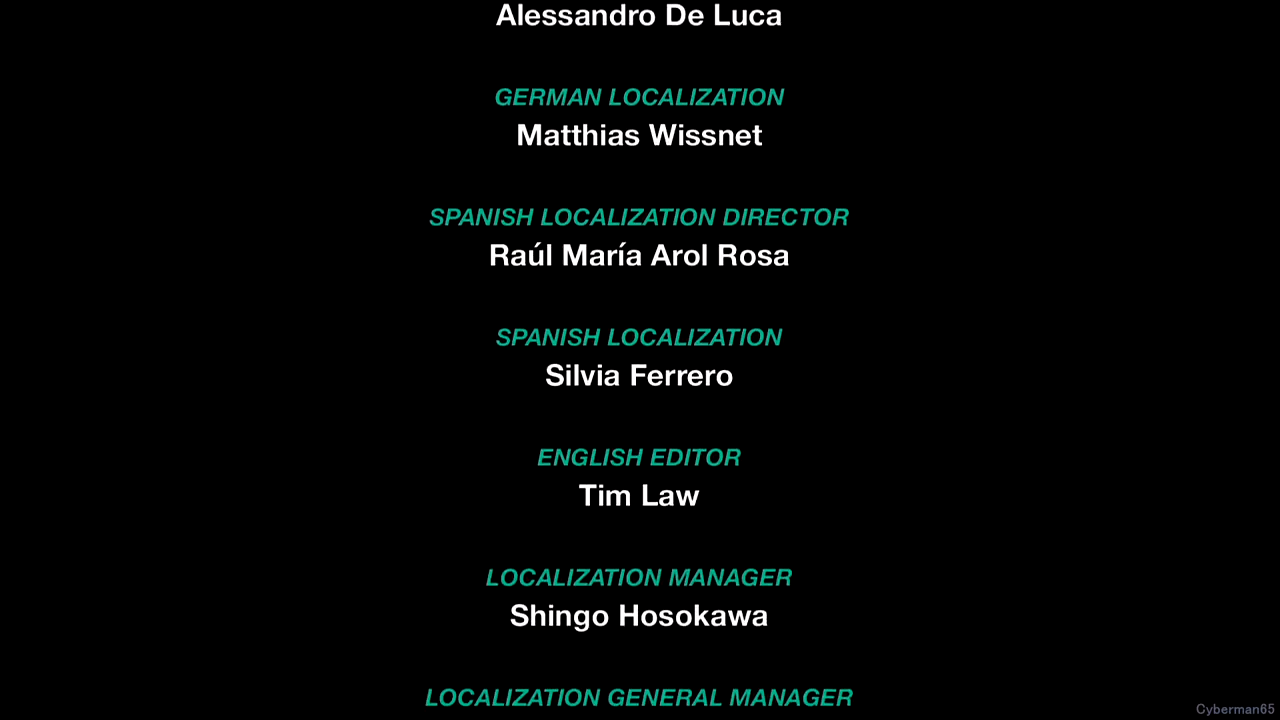 Alessandro De Luca
GERMAN LOCALIZATION
Matthias Wissnet
SPANISH LOCALIZATION DIRECTOR
Raúl María Arol Rosa
SPANISH LOCALIZATION
Silvia Ferrero
ENGLISH EDITOR
Tim Law
LOCALIZATION MANAGER
Shingo Hosokawa
LOCALIZATION GENERAL MANAGER
Cyberman65